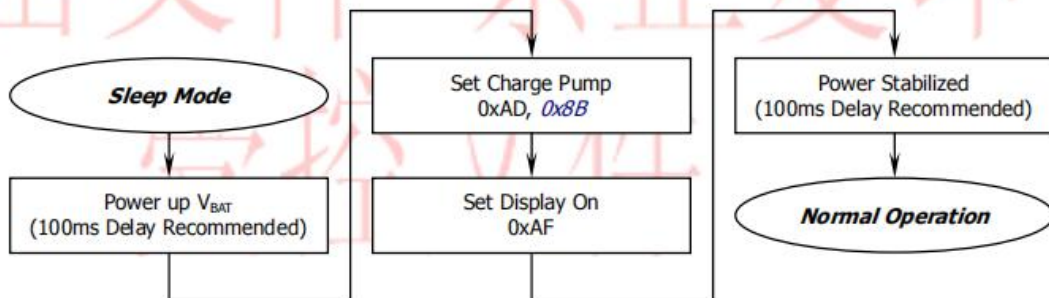 Sleep Mode
Power up VBAT
(100ms Delay Recommended)
Set Charge Pump
0xAD, 0x8B
Set Display On
0xAF
Power Stabilized
(100ms Delay Recommended)
Normal Operation